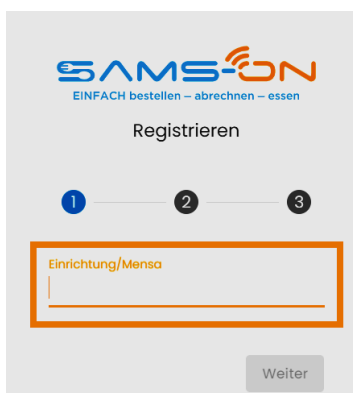 SAMS-ON
EINFACH bestellen – abrechnen – essen
Registrieren
1 2 3
Einrichtung/Mensa
Weiter